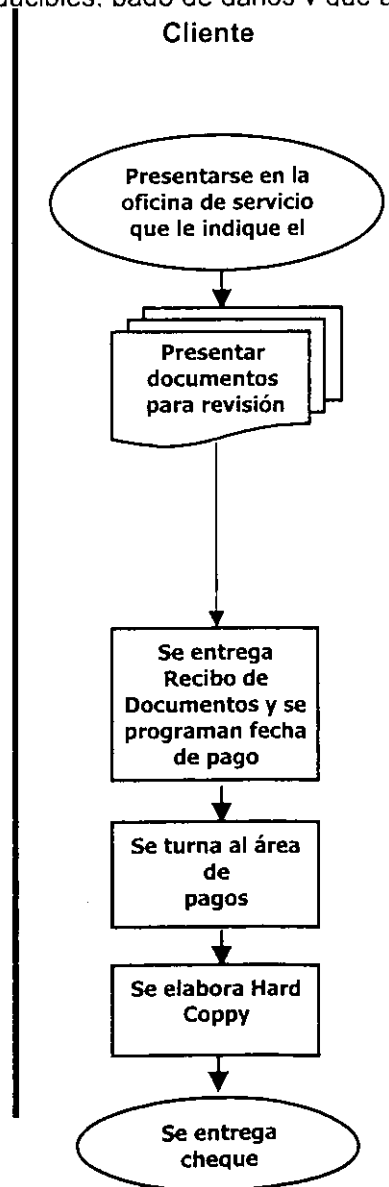 Cliente
Presentarse en la
oficina de servicio
que le indique el
Presentar
documentos
para revisión
Se entrega
Recibo de
Documentos y se
programan fecha
de pago
Se turna al área
de
pagos
Se elabora Hard
Coppy
Se entrega
cheque